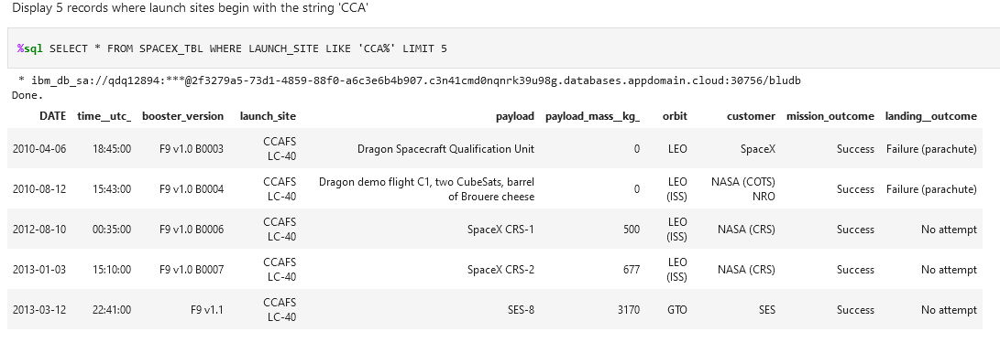 Display 5 records where launch sites begin with the string 'CCA'
%sql SELECT * FROM SPACEX_TBL WHERE LAUNCH_SITE LIKE 'CCA%' LIMIT 5
* ibm_db_sa://qdq12894:***@2f3279a5-73d1-4859-88f0-a6c3e6b4b907.c3n41cmd0nqnrk39u98g.databases.appdomain.cloud:30756/bludb
Done.
DATE time__utc_ booster_version launch_site payload payload_mass__kg_ orbit customer mission_outcome landing__outcome
2010-04-06 18:45:00 F9 v1.0 B0003 CCAFS LC-40 Dragon Spacecraft Qualification Unit 0 LEO SpaceX Success Failure (parachute)
2010-08-12 15:43:00 F9 v1.0 B0004 CCAFS LC-40 Dragon demo flight C1, two CubeSats, barrel of Brouere cheese 0 LEO (ISS) NASA (COTS) NRO Success Failure (parachute)
2012-08-10 00:35:00 F9 v1.0 B0006 CCAFS LC-40 SpaceX CRS-1 500 LEO (ISS) NASA (CRS) Success No attempt
2013-01-03 15:10:00 F9 v1.0 B0007 CCAFS LC-40 SpaceX CRS-2 677 LEO (ISS) NASA (CRS) Success No attempt
2013-03-12 22:41:00 F9 v1.1 CCAFS LC-40 SES-8 3170 GTO SES Success No attempt